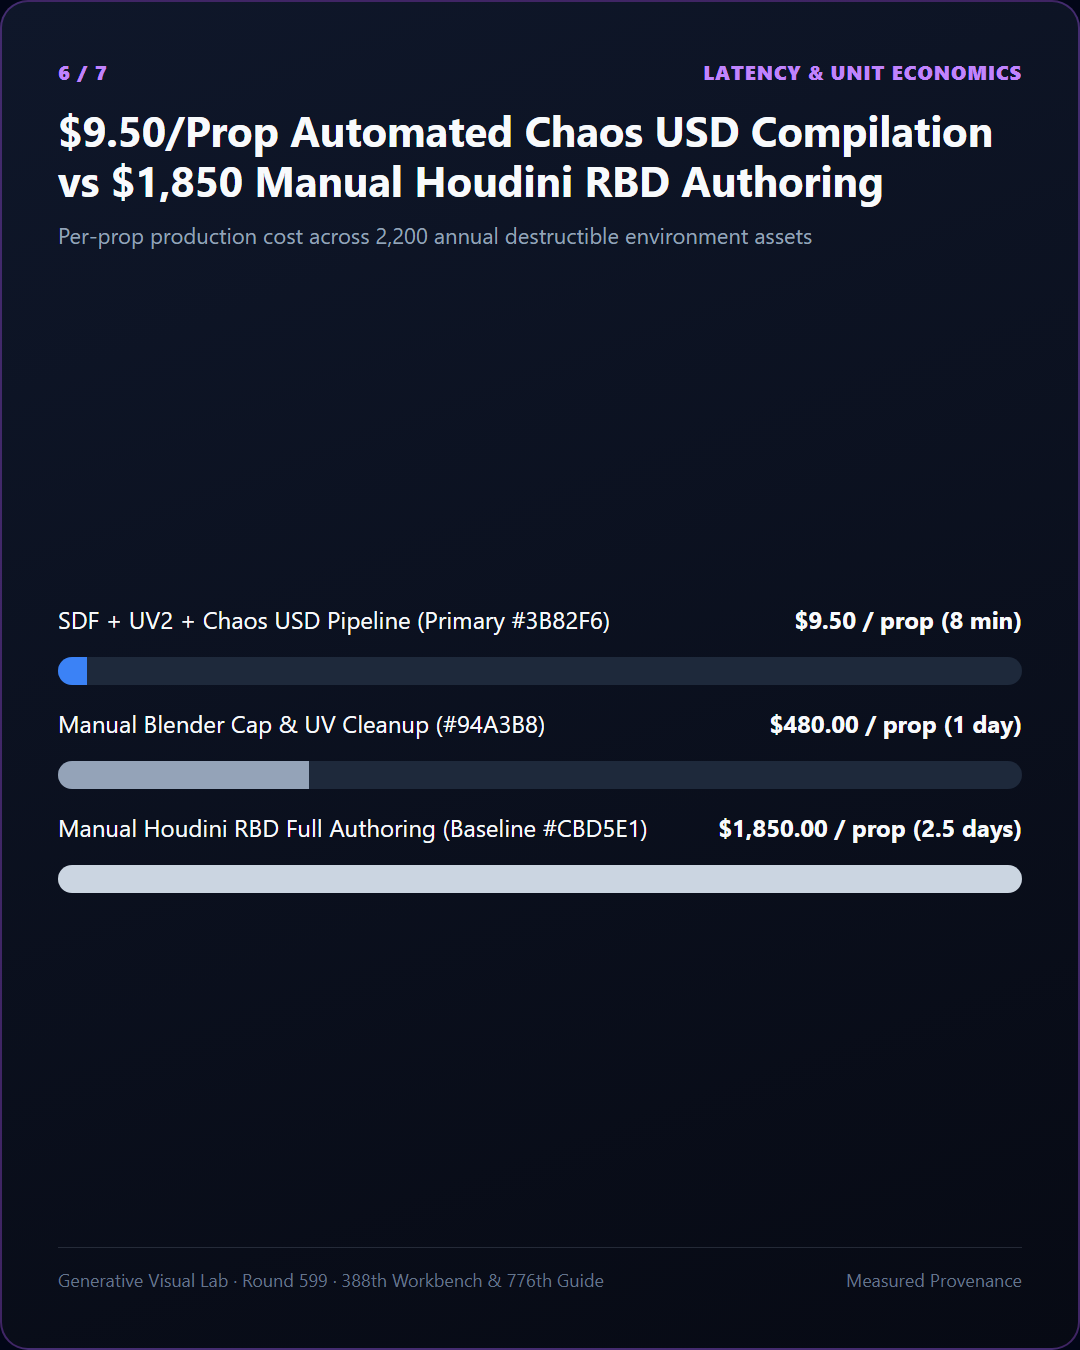 6 / 7
LATENCY & UNIT ECONOMICS
$9.50/Prop Automated Chaos USD Compilation
vs $1,850 Manual Houdini RBD Authoring
Per-prop production cost across 2,200 annual destructible environment assets
SDF + UV2 + Chaos USD Pipeline (Primary #3B82F6)
$9.50 / prop (8 min)
Manual Blender Cap & UV Cleanup (#94A3B8)
$480.00 / prop (1 day)
Manual Houdini RBD Full Authoring (Baseline #CBD5E1)
$1,850.00 / prop (2.5 days)
Generative Visual Lab · Round 599 · 388th Workbench & 776th Guide
Measured Provenance